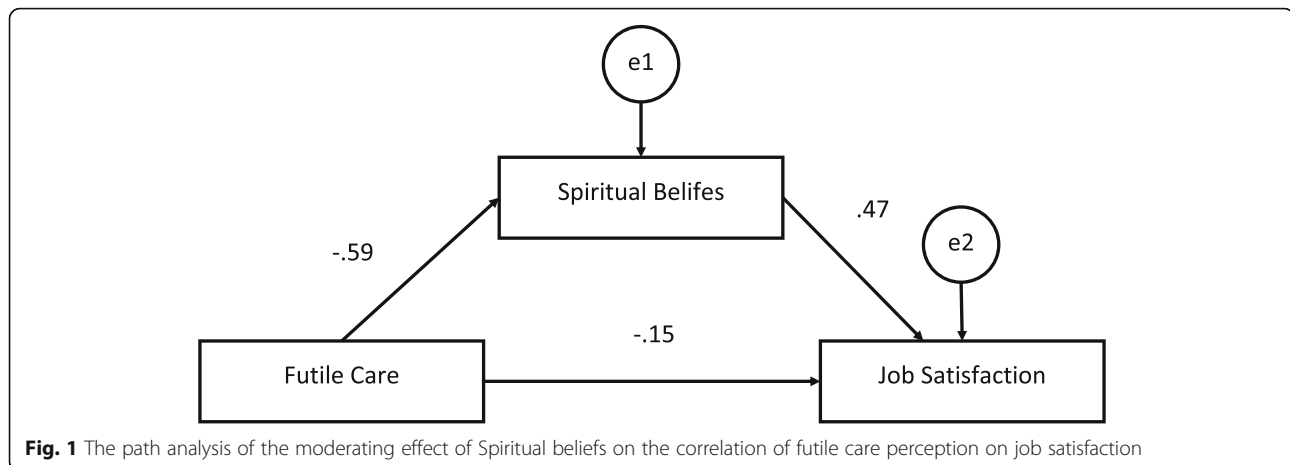 e1
Spiritual Belifes
.47
e2
-.59
-.15
Futile Care
Job Satisfaction
Fig. 1 The path analysis of the moderating effect of Spiritual beliefs on the correlation of futile care perception on job satisfaction